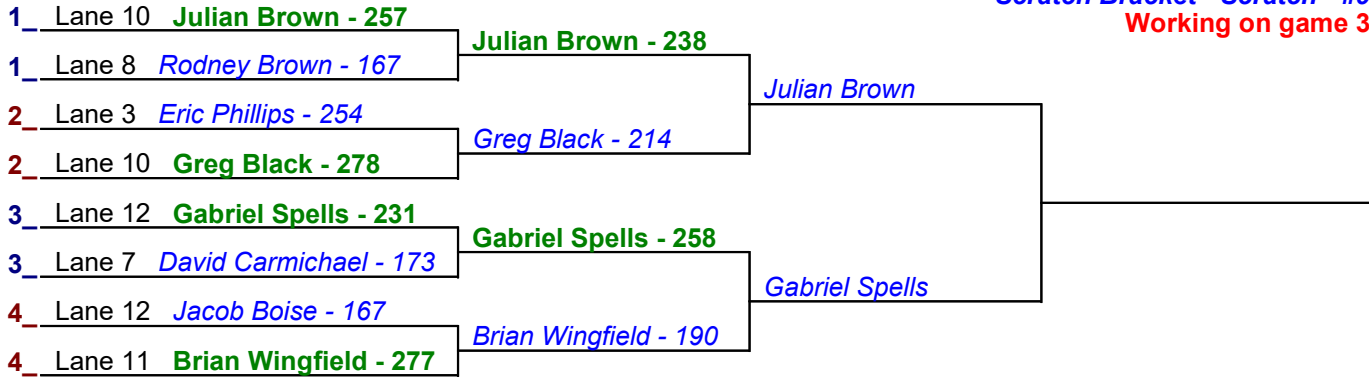 1_ Lane 10 Julian Brown - 257
Working on game 3
Julian Brown - 238
1_ Lane 8 Rodney Brown - 167
Julian Brown
2_ Lane 3 Eric Phillips - 254
Greg Black - 214
2_ Lane 10 Greg Black - 278
3_ Lane 12 Gabriel Spells - 231
Gabriel Spells - 258
3_ Lane 7 David Carmichael - 173
Gabriel Spells
4_ Lane 12 Jacob Boise - 167
Brian Wingfield - 190
4_ Lane 11 Brian Wingfield - 277